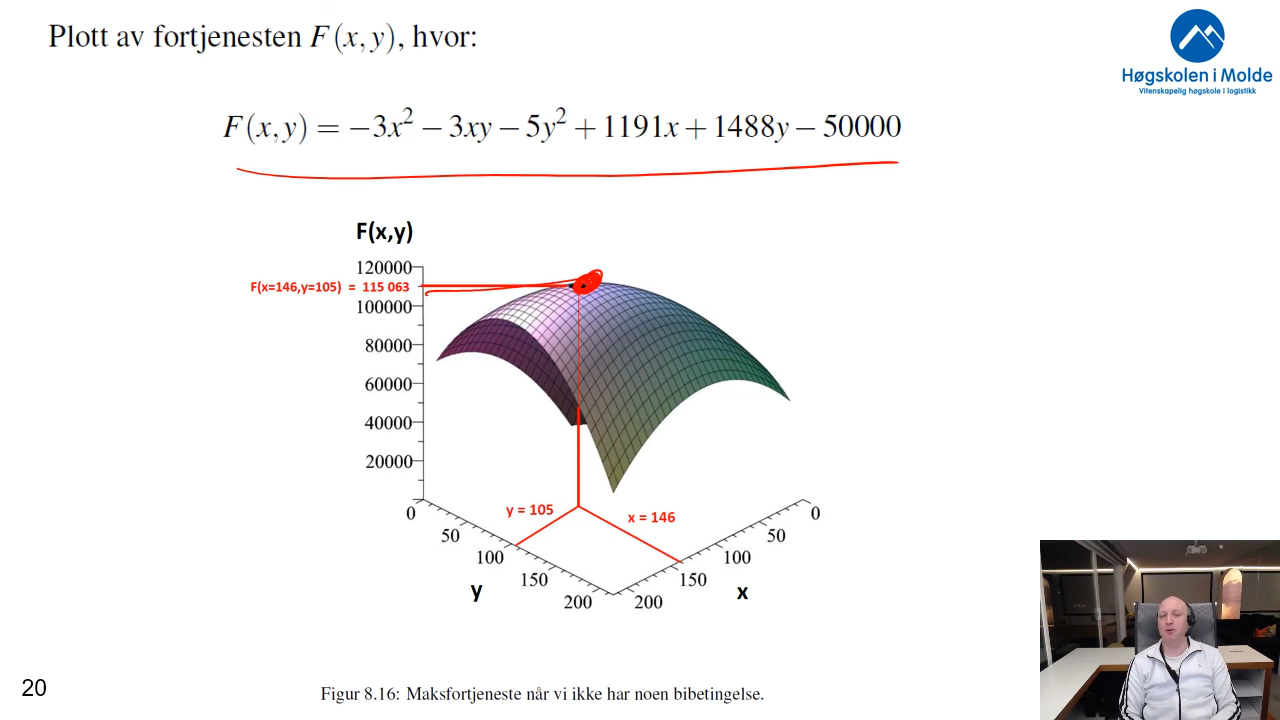 Plott av fortjenesten F(x,y), hvor:
Høgskolen i Molde
Vitenskapelig høgskole i logistikk
F(x,y) = −3x² − 3xy − 5y² + 1191x + 1488y − 50000
F(x,y)
120000
F(x=146,y=105) = 115 063
100000
80000
60000
40000
20000
y = 105
x = 146
0
50
100
150
200
y
0
50
100
150
200
x
20
Figur 8.16: Maksfortjeneste når vi ikke har noen bibetingelse.